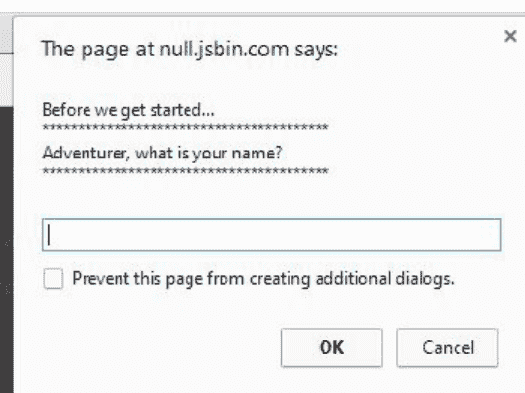 The page at null.jsbin.com says:
Before we get started...
****************************************
Adventurer, what is your name?
****************************************
Prevent this page from creating additional dialogs.
OK
Cancel